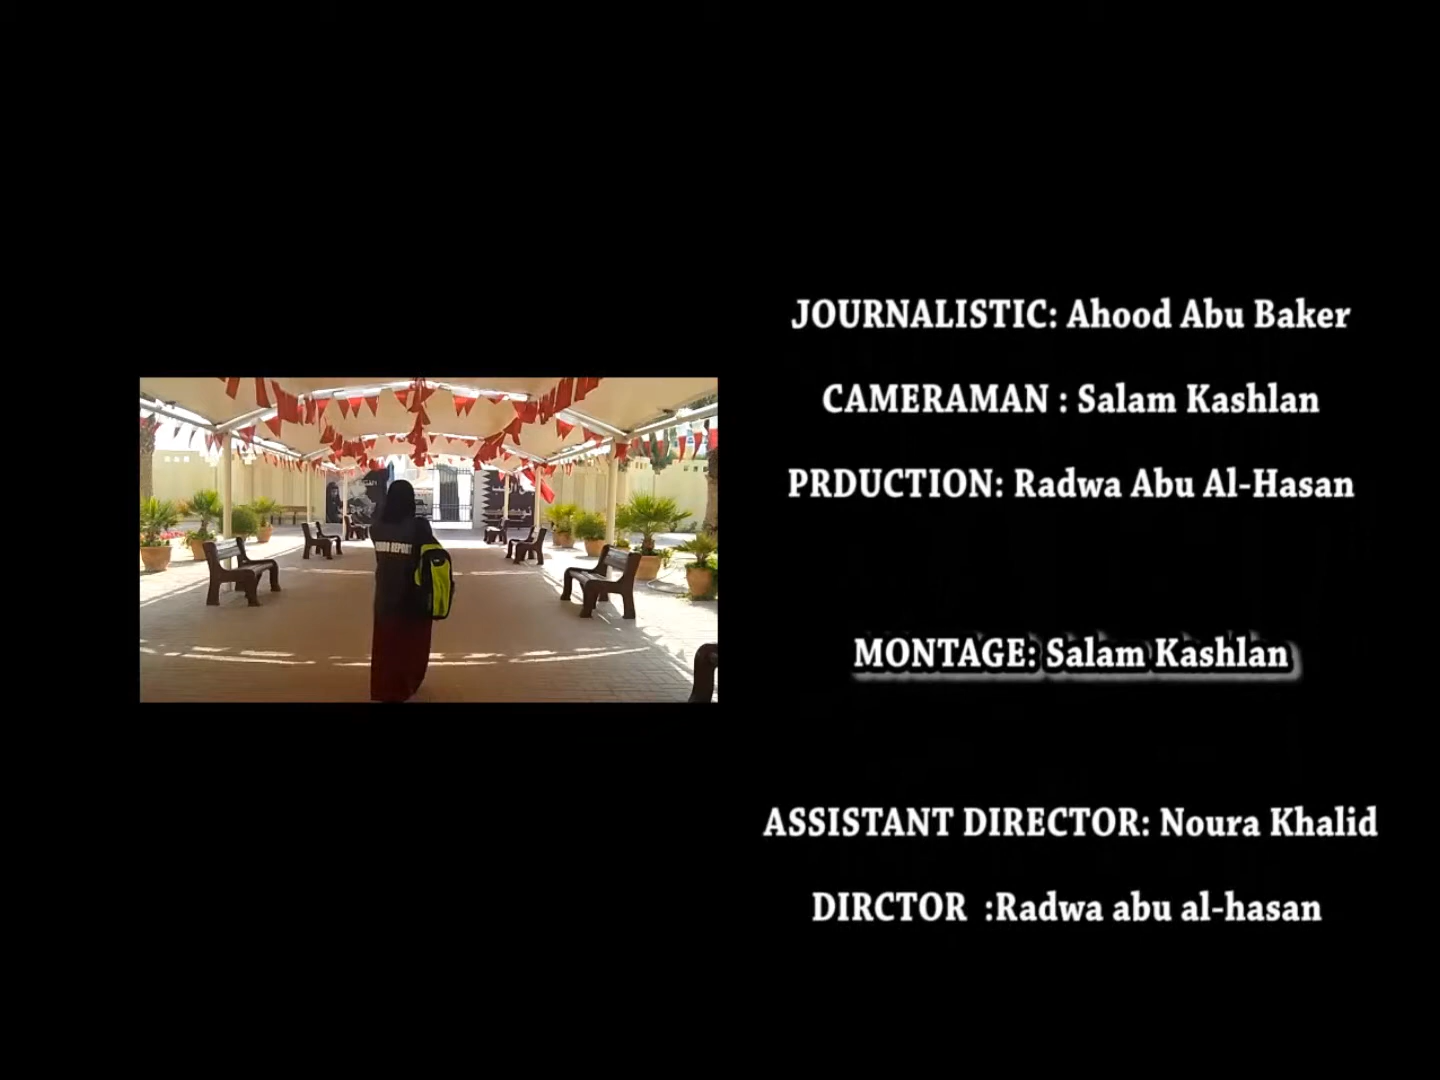 JOURNALISTIC: Ahood Abu Baker
CAMERAMAN : Salam Kashlan
PRDUCTION: Radwa Abu Al-Hasan
MONTAGE: Salam Kashlan
ASSISTANT DIRECTOR: Noura Khalid
DIRCTOR :Radwa abu al-hasan